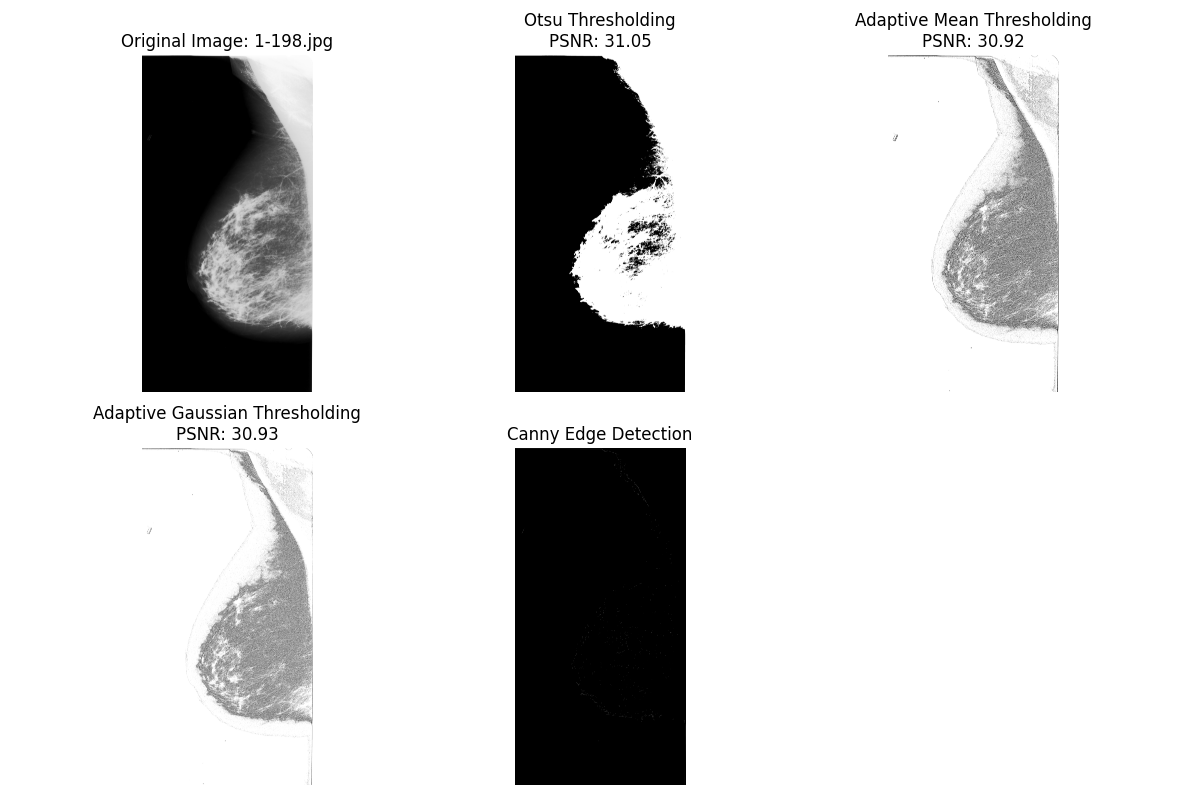 Original Image: 1-198.jpg
Otsu Thresholding
PSNR: 31.05
Adaptive Mean Thresholding
PSNR: 30.92
Adaptive Gaussian Thresholding
PSNR: 30.93
Canny Edge Detection